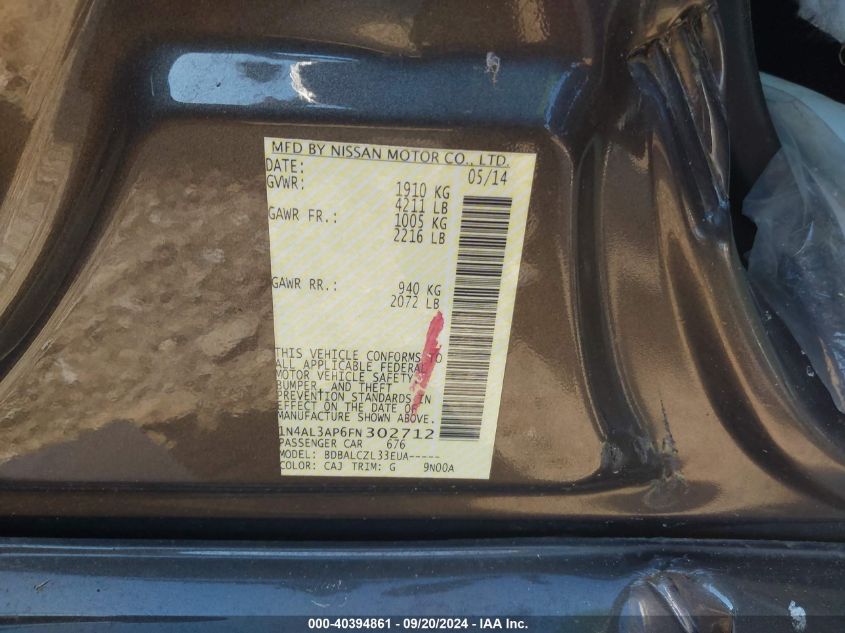 MFD BY NISSAN MOTOR CO., LTD.
DATE: 05/14
GVWR: 1910 KG
4211 LB
GAWR FR.: 1005 KG
2216 LB
GAWR RR.: 940 KG
2072 LB
THIS VEHICLE CONFORMS TO
ALL APPLICABLE FEDERAL
MOTOR VEHICLE SAFETY
BUMPER, AND THEFT
PREVENTION STANDARDS IN
EFFECT ON THE DATE OF
MANUFACTURE SHOWN ABOVE.
1N4AL3AP6FN302712
PASSENGER CAR 676
MODEL: BDBALCZL33EUA-----
COLOR: CAJ TRIM: G 9N00A
000-40394861 - 09/20/2024 - IAA Inc.